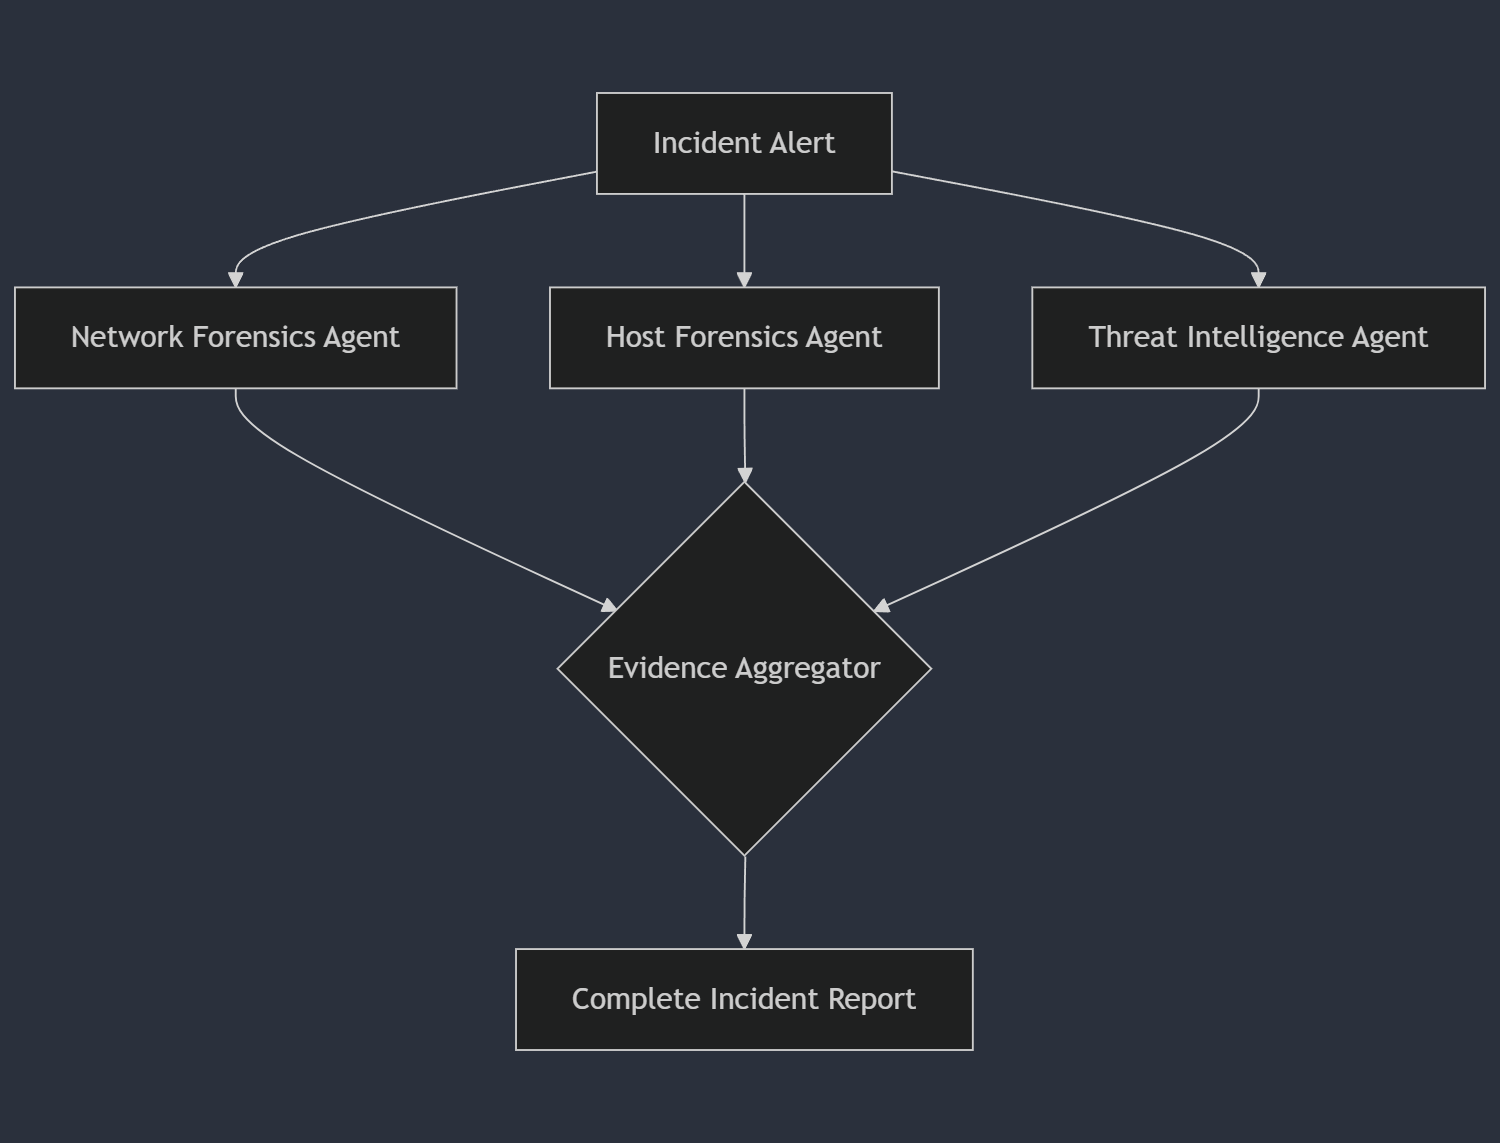 Incident Alert
Network Forensics Agent
Host Forensics Agent
Threat Intelligence Agent
Evidence Aggregator
Complete Incident Report